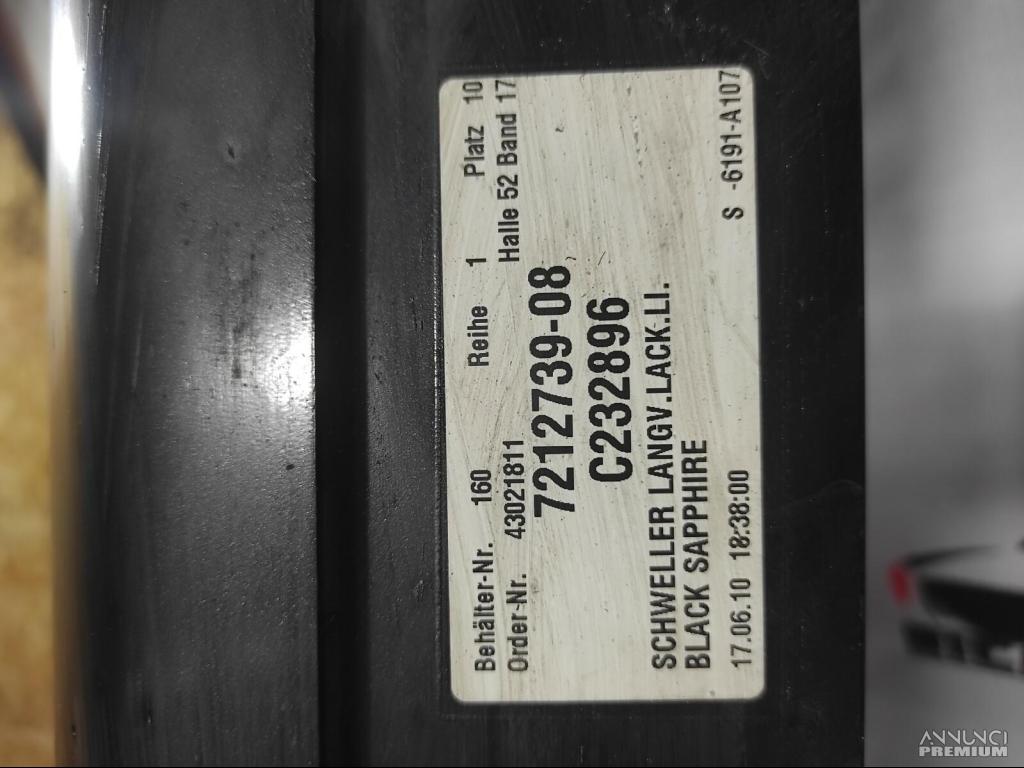 Behälter-Nr. 160 Reihe 1 Platz 10
Order-Nr. 43021811 Halle 52 Band 17
7212739-08
C232896
SCHWELLER LANGV.LACK.LI.
BLACK SAPPHIRE
17.06.10 18:38:00 S -6191-A107
ANNUNCI
PREMIUM